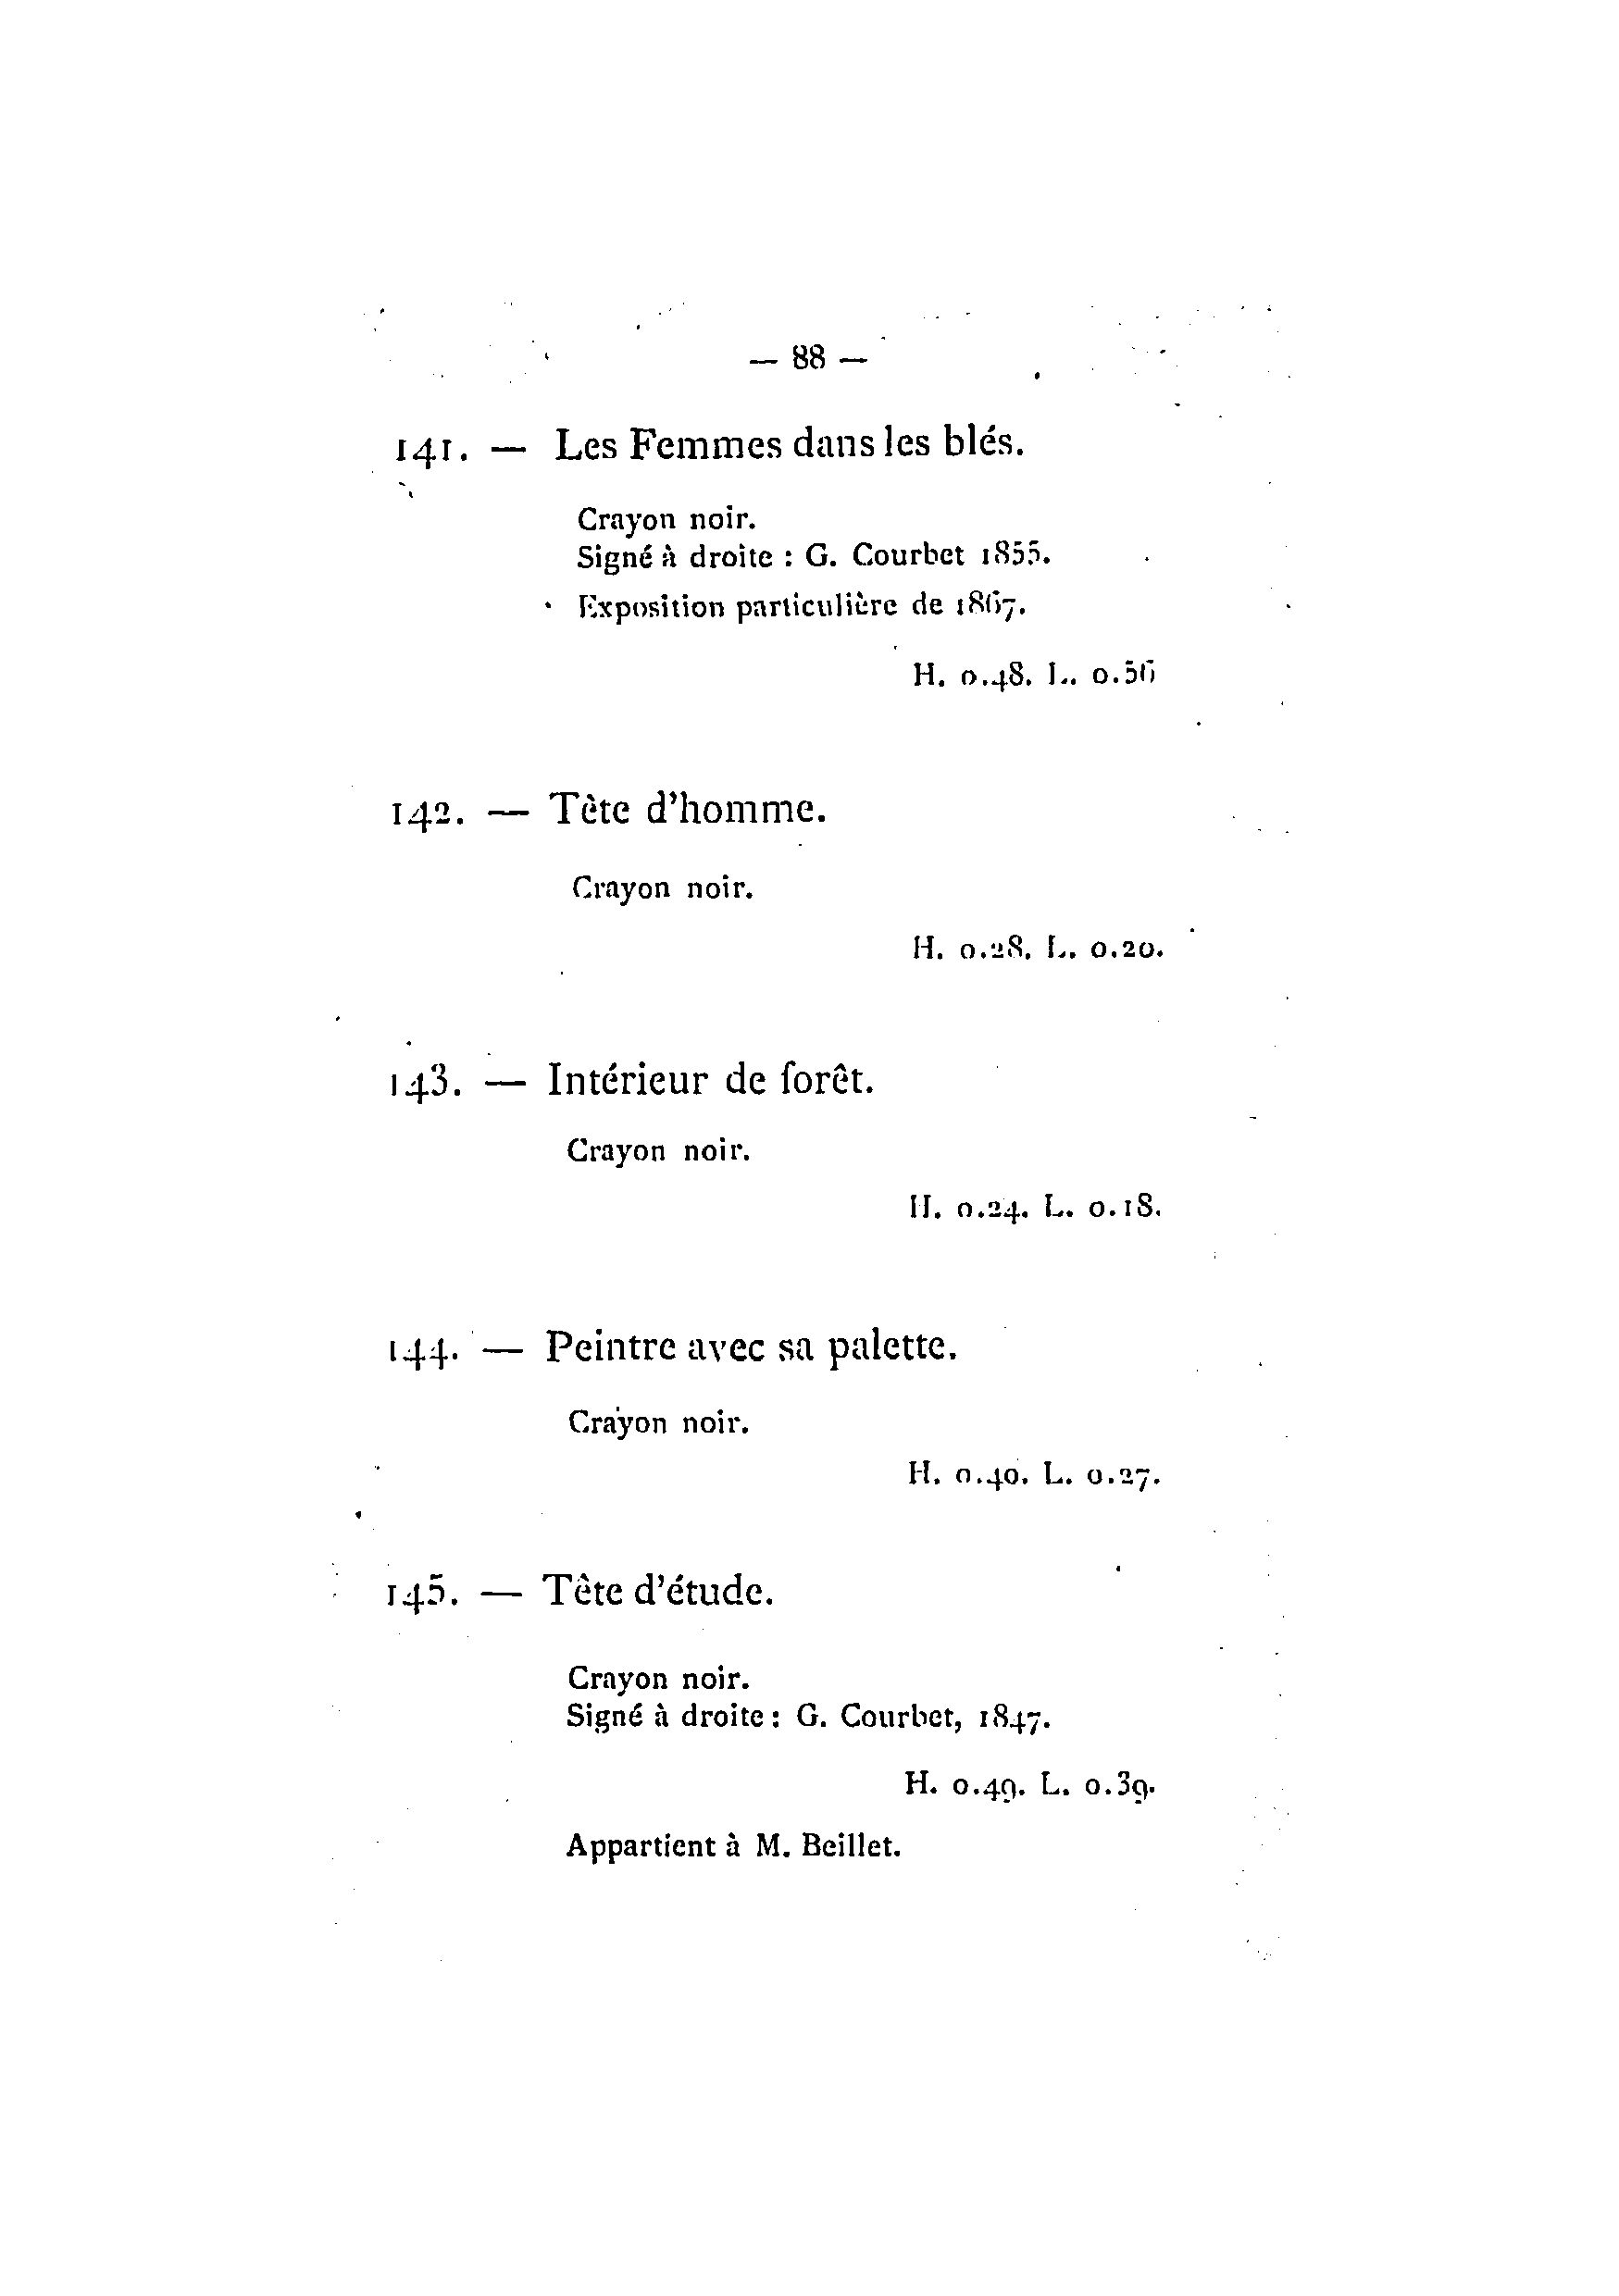 — 88 —
141. — Les Femmes dans les blés.
Crayon noir.
Signé à droite : G. Courbet 1855.
Exposition particulière de 1867.
H. 0.48. L. 0.56
142. — Tête d'homme.
Crayon noir.
H. 0.28. L. 0.20.
143. — Intérieur de forêt.
Crayon noir.
H. 0.24. L. 0.18.
144. — Peintre avec sa palette.
Crayon noir.
H. 0.40. L. 0.27.
145. — Tête d'étude.
Crayon noir.
Signé à droite : G. Courbet, 1847.
H. 0.49. L. 0.39.
Appartient à M. Beillet.